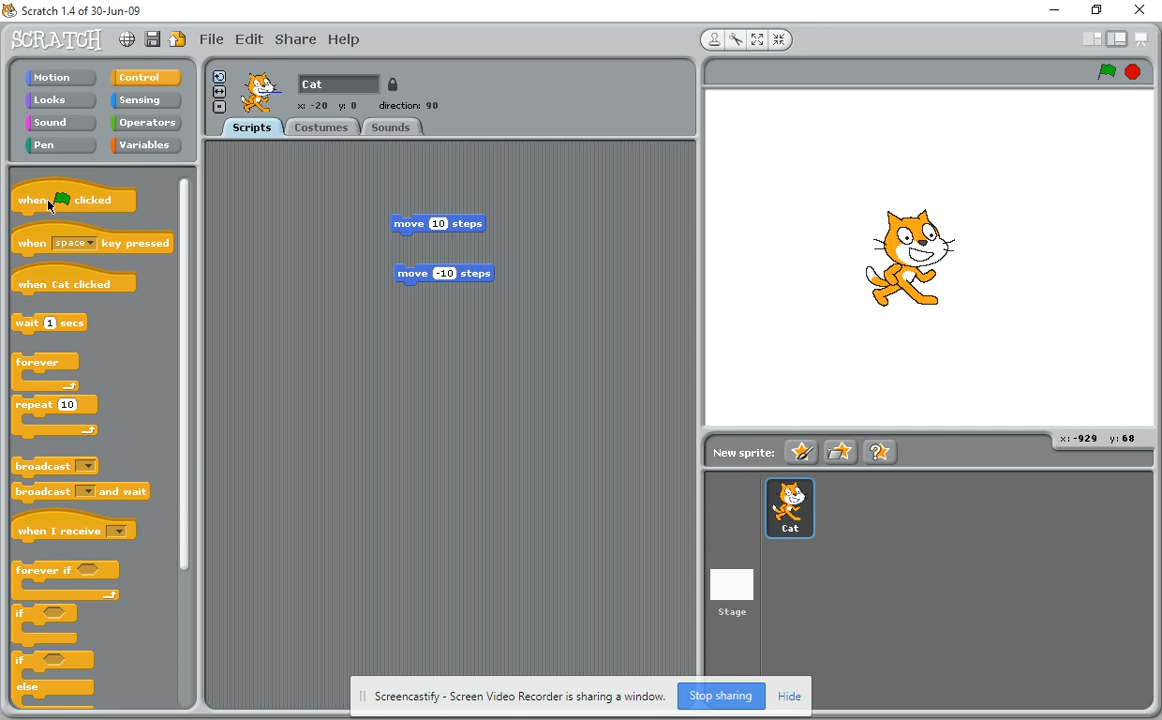 Scratch 1.4 of 30-Jun-09
SCRATCH File Edit Share Help
Motion Control
Looks Sensing
Sound Operators
Pen Variables
Cat
x: -20 y: 0 direction: 90
Scripts Costumes Sounds
when clicked
when space key pressed
when Cat clicked
wait 1 secs
forever
repeat 10
broadcast
broadcast and wait
when I receive
forever if
if
if
else
move 10 steps
move -10 steps
x: -929 y: 68
New sprite:
Cat
Stage
Screencastify - Screen Video Recorder is sharing a window. Stop sharing Hide